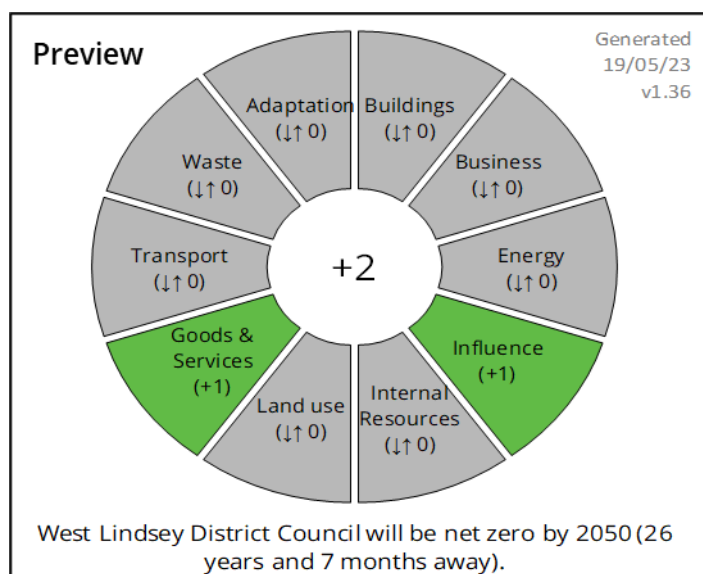 Preview
Generated
19/05/23
v1.36
Adaptation
(↓↑ 0)
Buildings
(↓↑ 0)
Waste
(↓↑ 0)
Business
(↓↑ 0)
Transport
(↓↑ 0)
+2
Energy
(↓↑ 0)
Goods &
Services
(+1)
Influence
(+1)
Land use
(↓↑ 0)
Internal
Resources
(↓↑ 0)
West Lindsey District Council will be net zero by 2050 (26
years and 7 months away).